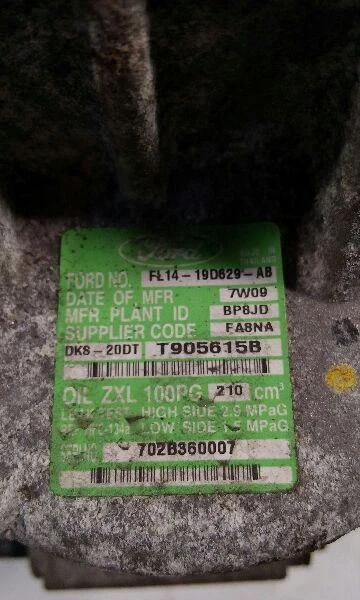 Ford
MADE IN
THAILAND
FORD NO. FL14-19D629-AB
DATE OF MFR 7W09
MFR PLANT ID BP8JD
SUPPLIER CODE FA8NA
DKS-20DT T905615B
OIL ZXL 100PG 210 cm³
LEAK TEST HIGH SIDE 2.9 MPaG
LOW SIDE 1.5 MPaG
702B360007